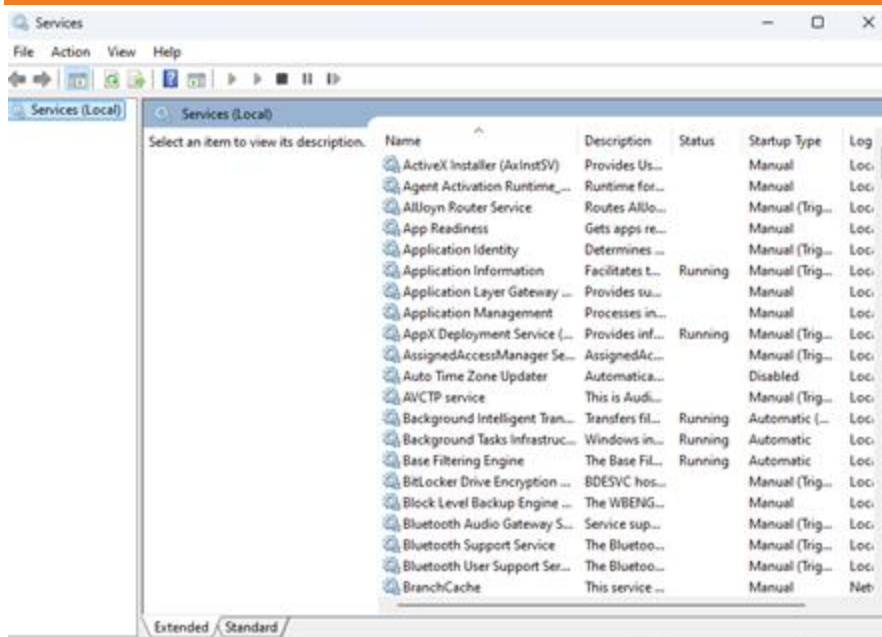 Services
File Action View Help
Services (Local)
Services (Local)
Select an item to view its description.
Name Description Status Startup Type Log
ActiveX Installer (AxInstSV) Provides Us... Manual Loc
Agent Activation Runtime_... Runtime for... Manual Loc
AllJoyn Router Service Routes AllJo... Manual (Trig... Loc
App Readiness Gets apps re... Manual Loc
Application Identity Determines ... Manual (Trig... Loc
Application Information Facilitates t... Running Manual (Trig... Loc
Application Layer Gateway ... Provides su... Manual Loc
Application Management Processes in... Manual Loc
AppX Deployment Service (... Provides inf... Running Manual (Trig... Loc
AssignedAccessManager Se... AssignedAc... Manual (Trig... Loc
Auto Time Zone Updater Automatica... Disabled Loc
AVCTP service This is Audi... Manual (Trig... Loc
Background Intelligent Tran... Transfers fil... Running Automatic (... Loc
Background Tasks Infrastruc... Windows in... Running Automatic Loc
Base Filtering Engine The Base Fil... Running Automatic Loc
BitLocker Drive Encryption ... BDESVC hos... Manual (Trig... Loc
Block Level Backup Engine ... The WBENG... Manual Loc
Bluetooth Audio Gateway S... Service sup... Manual (Trig... Loc
Bluetooth Support Service The Bluetoo... Manual (Trig... Loc
Bluetooth User Support Ser... The Bluetoo... Manual (Trig... Loc
BranchCache This service ... Manual Net
Extended Standard